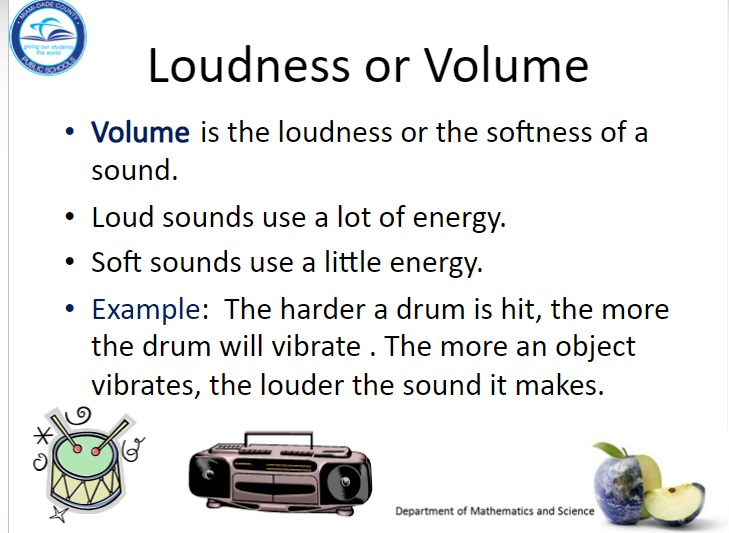 MIAMI-DADE COUNTY
giving our students
the world
PUBLIC SCHOOLS
Loudness or Volume
• Volume is the loudness or the softness of a
sound.
• Loud sounds use a lot of energy.
• Soft sounds use a little energy.
• Example:  The harder a drum is hit, the more
the drum will vibrate . The more an object
vibrates, the louder the sound it makes.
Department of Mathematics and Science